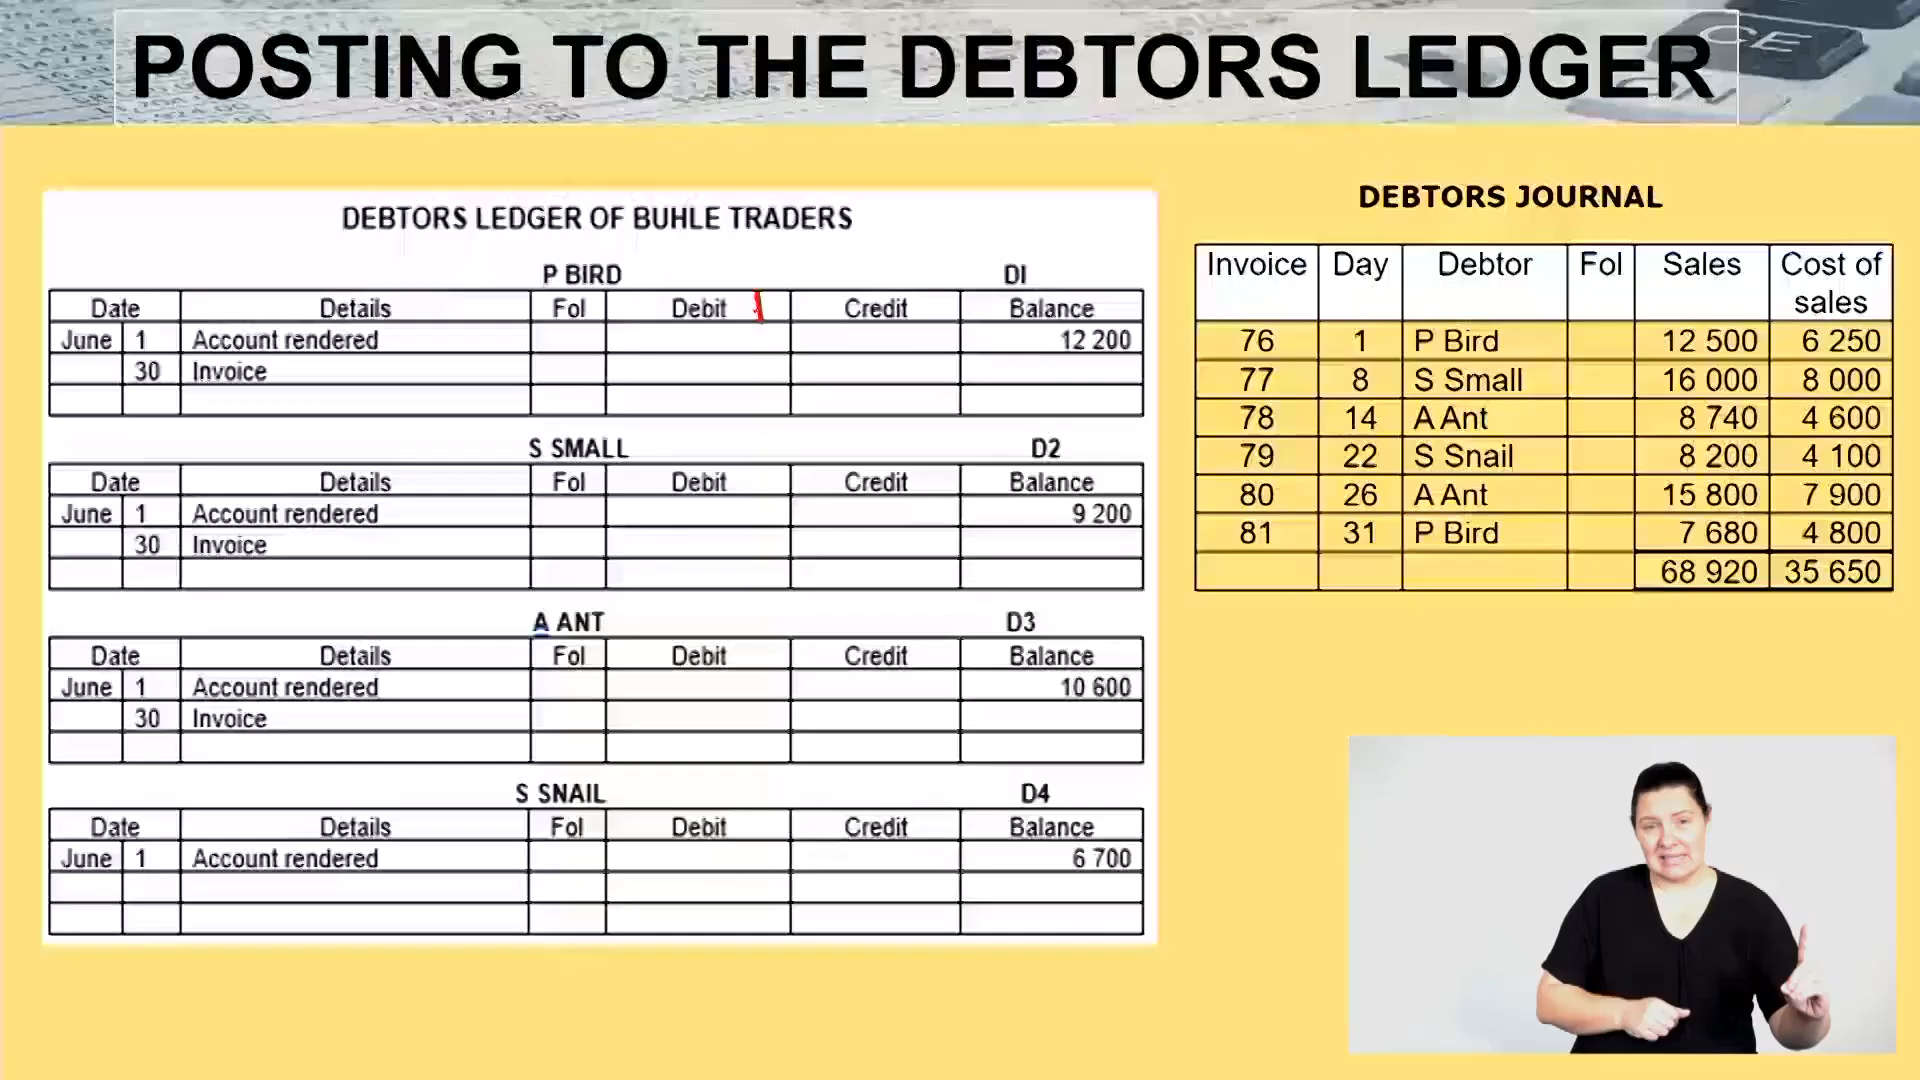 POSTING TO THE DEBTORS LEDGER
DEBTORS LEDGER OF BUHLE TRADERS
P BIRD D1
Date Details Fol Debit Credit Balance
June 1 Account rendered 12 200
30 Invoice
S SMALL D2
Date Details Fol Debit Credit Balance
June 1 Account rendered 9 200
30 Invoice
A ANT D3
Date Details Fol Debit Credit Balance
June 1 Account rendered 10 600
30 Invoice
S SNAIL D4
Date Details Fol Debit Credit Balance
June 1 Account rendered 6 700
DEBTORS JOURNAL
Invoice Day Debtor Fol Sales Cost of
sales
76 1 P Bird 12 500 6 250
77 8 S Small 16 000 8 000
78 14 A Ant 8 740 4 600
79 22 S Snail 8 200 4 100
80 26 A Ant 15 800 7 900
81 31 P Bird 7 680 4 800
68 920 35 650